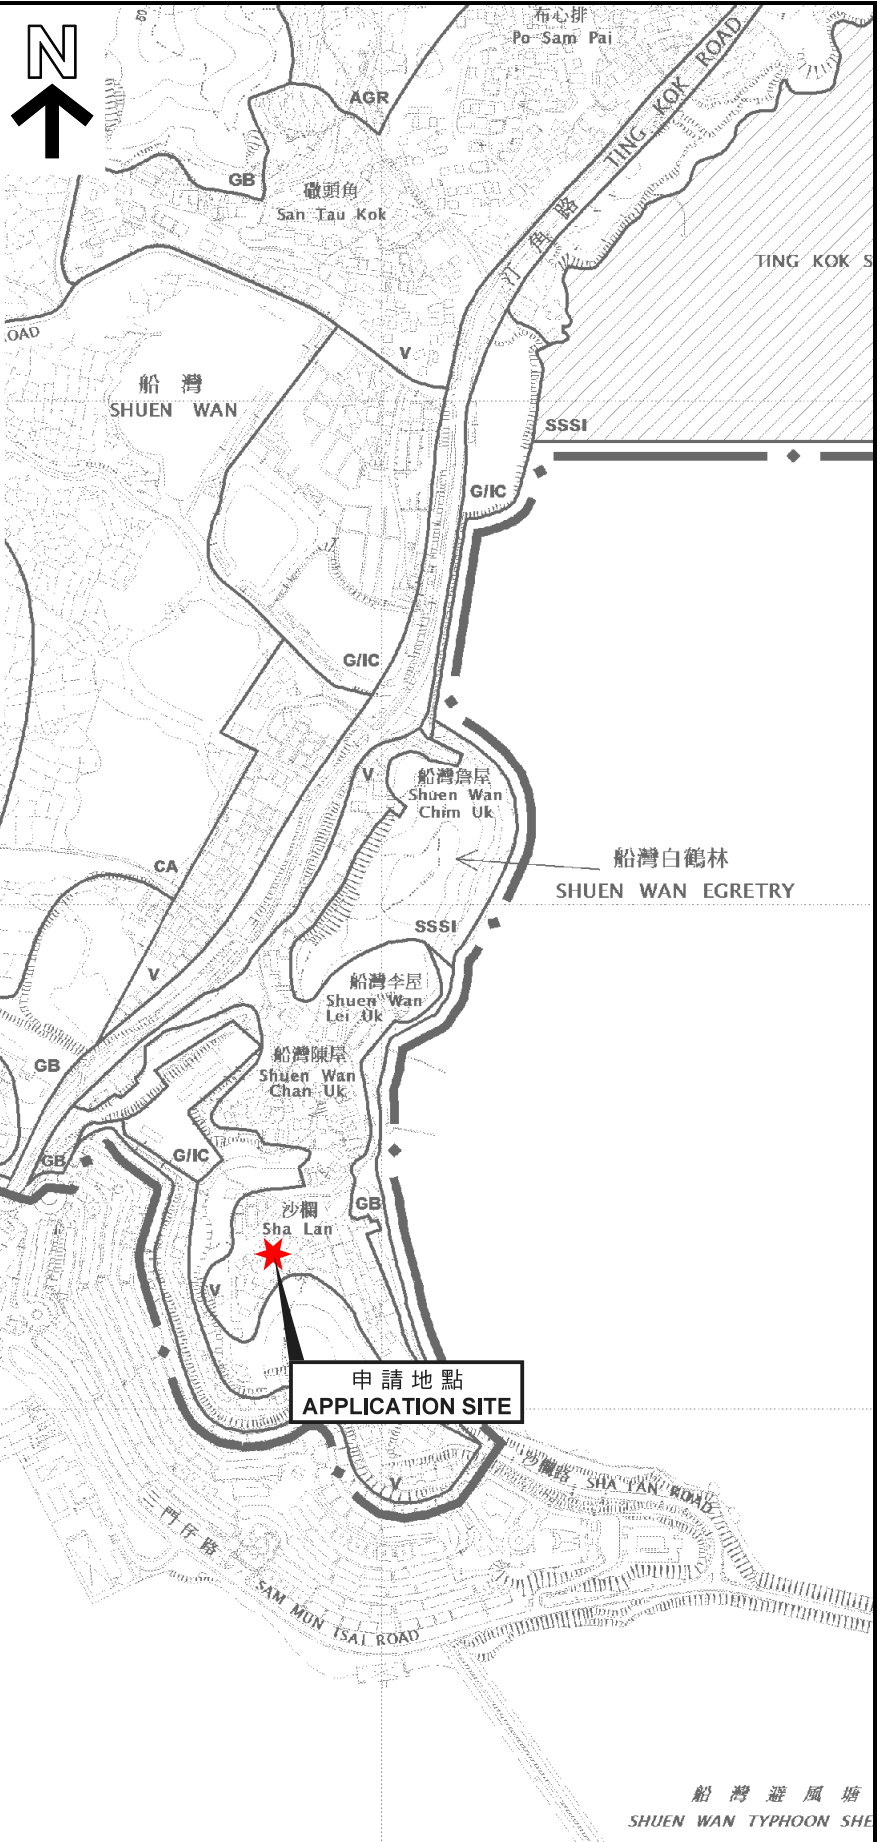 布心排
Po Sam Pai
N
AGR
GB
TING KOK ROAD
汀角路
San Tau Kok
TING KOK S
OAD
V
船灣
SHUEN WAN
SSSI
G/IC
G/IC
V
船灣詹屋
Shuen Wan
Chim Uk
船灣白鶴林
SHUEN WAN EGRETRY
CA
SSSI
V
船灣李屋
Shuen Wan
Lei Uk
GB
船灣陳屋
Shuen Wan
Chan Uk
G/IC
GB
GB
沙欄
Sha Lan
V
申請地點
APPLICATION SITE
V
沙欄路 SHA LAN ROAD
三門仔路
SAM MUN TSAI ROAD
船灣避風塘
SHUEN WAN TYPHOON SHE